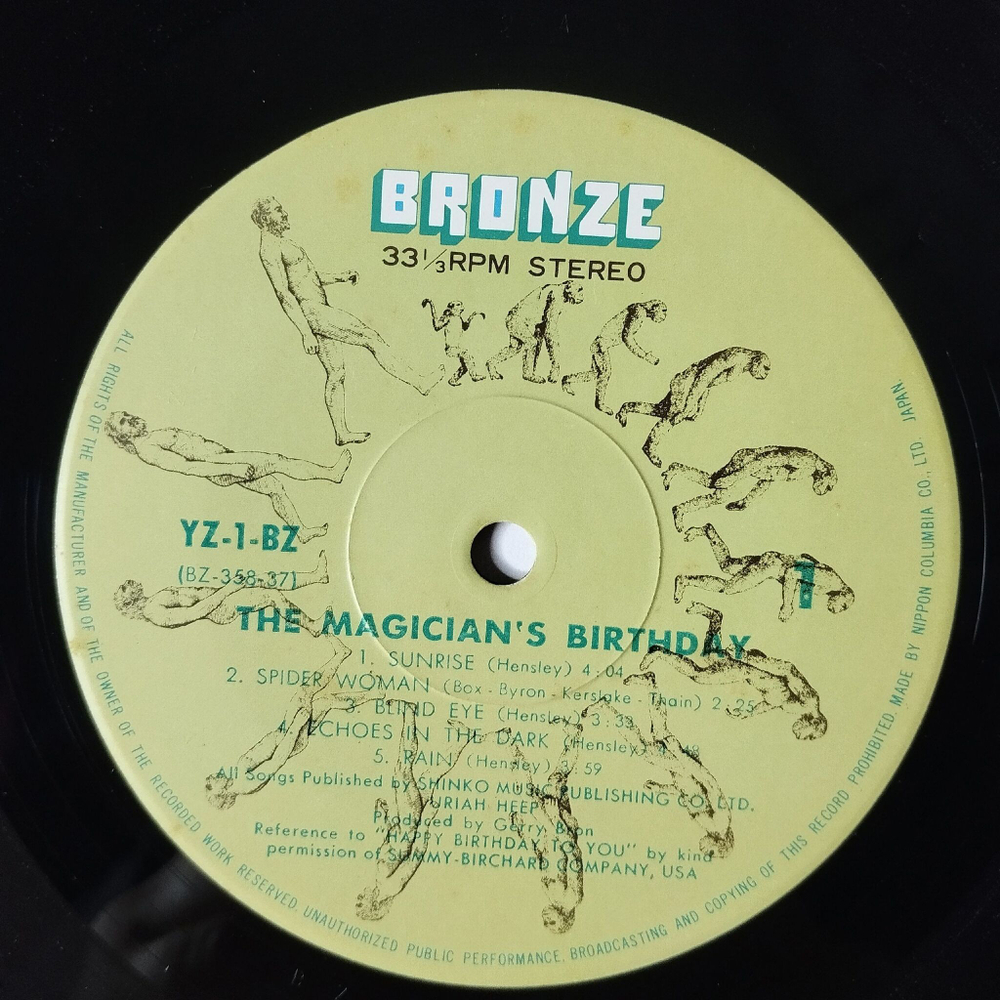 BRONZE
33⅓RPM STEREO
YZ-1-BZ
(BZ-358-37)
1
THE MAGICIAN'S BIRTHDAY
1. SUNRISE (Hensley) 4:04
2. SPIDER WOMAN (Box-Byron-Kerslake-Thain) 2:25
3. BLIND EYE (Hensley) 3:33
4. ECHOES IN THE DARK (Hensley) 4:48
5. RAIN (Hensley) 3:59
All Songs Published by SHINKO MUSIC PUBLISHING CO., LTD.
URIAH HEEP
Produced by Gerry Bron
Reference to "HAPPY BIRTHDAY TO YOU" by kind
permission of SUMMY-BIRCHARD COMPANY, USA
ALL RIGHTS OF THE MANUFACTURER AND OF THE OWNER OF THE RECORDED WORK RESERVED. UNAUTHORIZED PUBLIC PERFORMANCE, BROADCASTING AND COPYING OF THIS RECORD PROHIBITED. MADE BY NIPPON COLUMBIA CO., LTD. JAPAN.